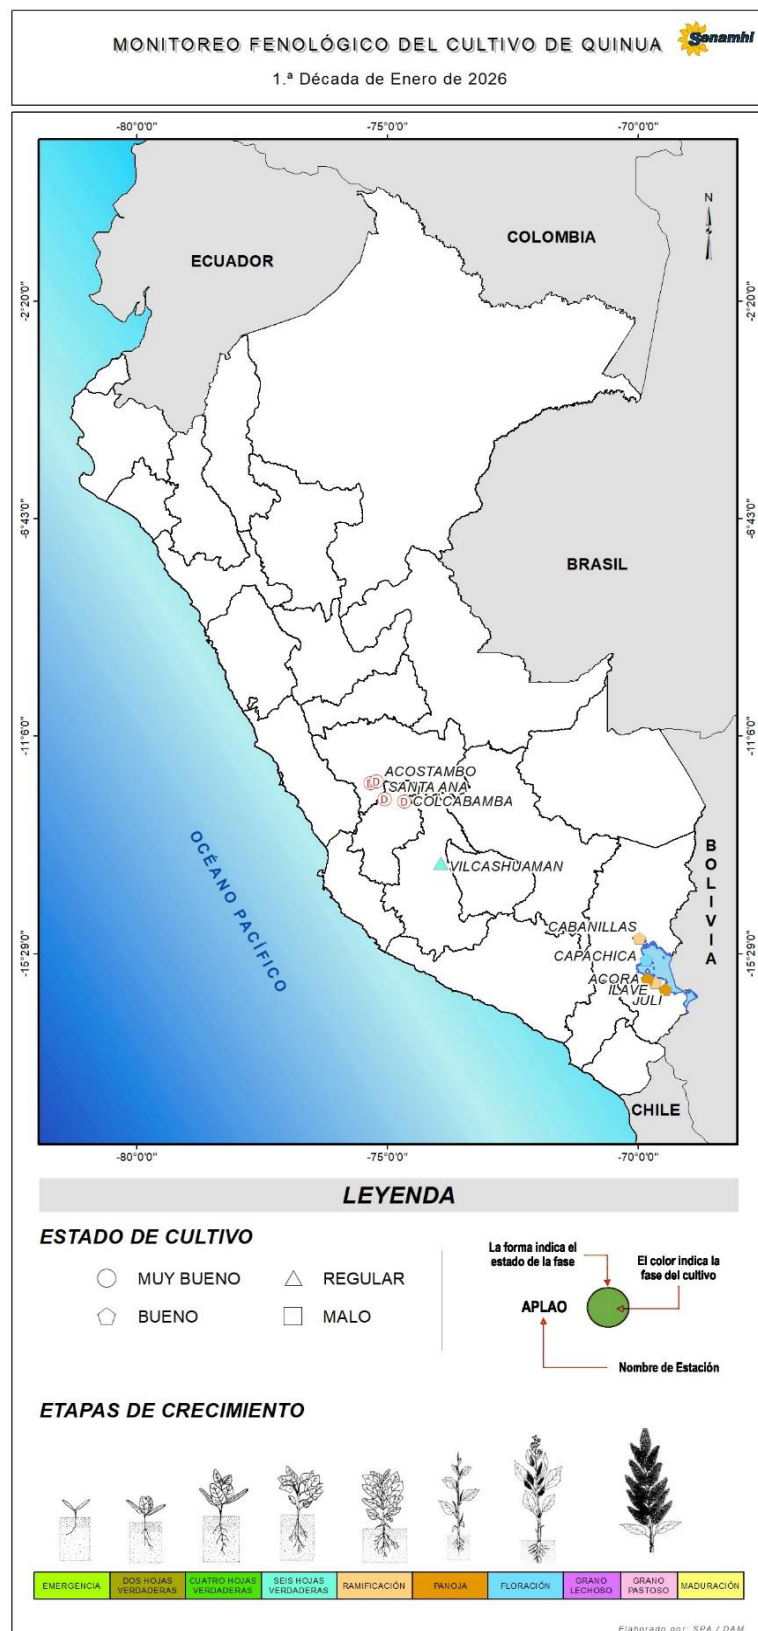 MONITOREO FENOLÓGICO DEL CULTIVO DE QUINUA
Senamhi
1.ª Década de Enero de 2026
-80°0'0"
-75°0'0"
-70°0'0"
N
COLOMBIA
ECUADOR
-2°20'0"
-2°20'0"
-6°43'0"
-6°43'0"
BRASIL
-11°6'0"
-11°6'0"
ACOSTAMBO
D
SANTA ANA
D
D
COLCABAMBA
BOLIVIA
OCÉANO PACÍFICO
VILCASHUAMAN
CABANILLAS
CAPACHICA
-15°29'0"
-15°29'0"
ACORA
ILAVE
JULI
CHILE
-80°0'0"
-75°0'0"
-70°0'0"
LEYENDA
ESTADO DE CULTIVO
MUY BUENO
REGULAR
BUENO
MALO
La forma indica el
estado de la fase
El color indica la
fase del cultivo
APLAO
Nombre de Estación
ETAPAS DE CRECIMIENTO
EMERGENCIA
DOS HOJAS
VERDADERAS
CUATRO HOJAS
VERDADERAS
SEIS HOJAS
VERDADERAS
RAMIFICACIÓN
PANOJA
FLORACIÓN
GRANO
LECHOSO
GRANO
PASTOSO
MADURACIÓN
Elaborado por: SPA / DAM